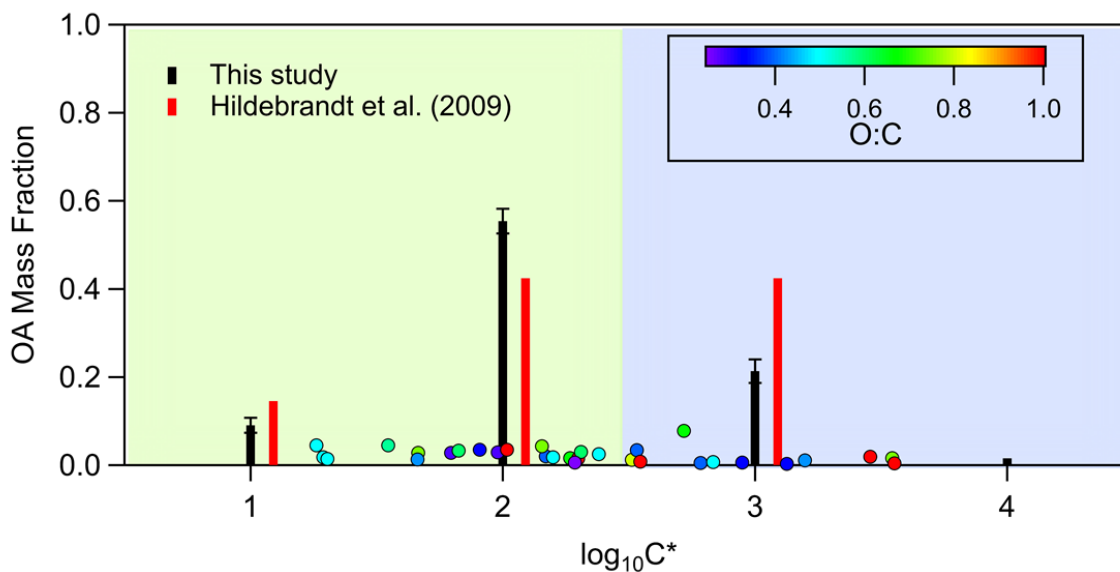 1.0
0.8
0.6
0.4
0.2
0.0
OA Mass Fraction
This study
Hildebrandt et al. (2009)
0.4 0.6 0.8 1.0
O:C
1 2 3 4
log₁₀C*